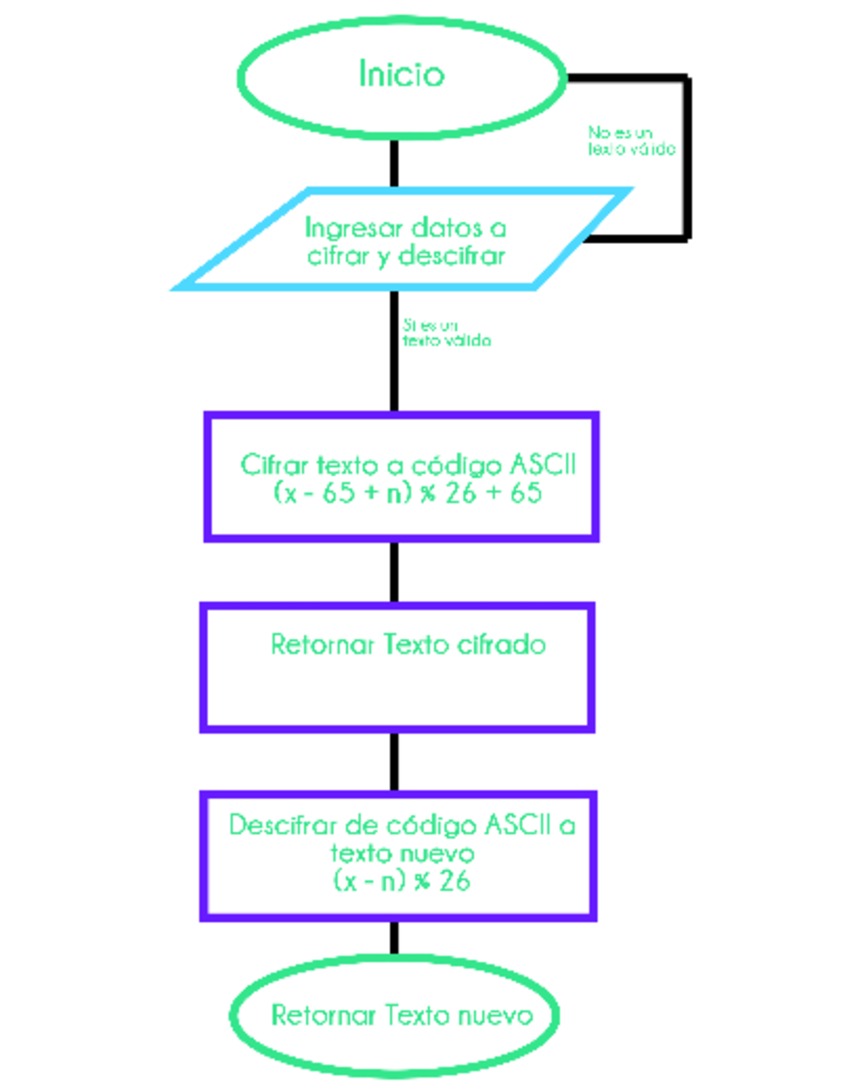 Inicio
No es un
texto válido
Ingresar datos a
cifrar y descifrar
Si es un
texto válido
Cifrar texto a código ASCII
(x - 65 + n) % 26 + 65
Retornar Texto cifrado
Descifrar de código ASCII a
texto nuevo
(x - n) % 26
Retornar Texto nuevo